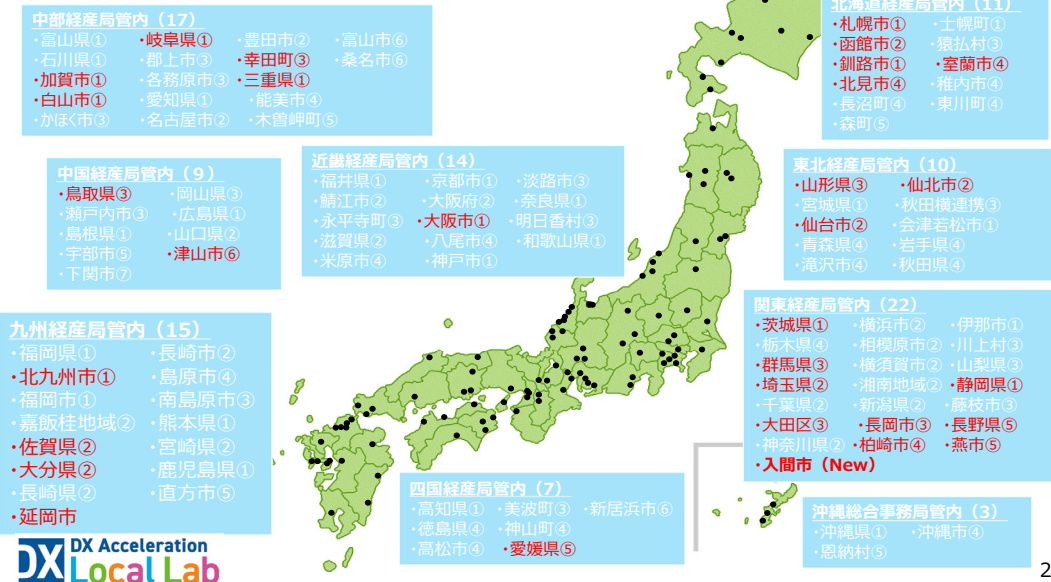 中部経産局管内（17）
・富山県① ・岐阜県① ・豊田市② ・富山市⑥
・石川県① ・郡上市③ ・幸田町③ ・桑名市⑥
・加賀市① ・各務原市③ ・三重県①
・白山市① ・愛知県① ・能美市④
・かほく市③ ・名古屋市② ・木曽岬町⑤
北海道経産局管内（11）
・札幌市① ・士幌町①
・函館市② ・猿払村③
・釧路市① ・室蘭市④
・北見市④ ・稚内市④
・長沼町④ ・東川町④
・森町⑤
中国経産局管内（９）
・鳥取県③ ・岡山県③
・瀬戸内市③ ・広島県①
・島根県① ・山口県②
・宇部市⑤ ・津山市⑥
・下関市⑦
近畿経産局管内（14）
・福井県① ・京都市① ・淡路市③
・鯖江市② ・大阪府② ・奈良県①
・永平寺町③ ・大阪市① ・明日香村③
・滋賀県② ・八尾市④ ・和歌山県①
・米原市④ ・神戸市①
東北経産局管内（10）
・山形県③ ・仙北市②
・宮城県① ・秋田横連携③
・仙台市② ・会津若松市①
・青森県④ ・岩手県④
・滝沢市④ ・秋田県④
関東経産局管内（22）
・茨城県① ・横浜市② ・伊那市①
・栃木県④ ・相模原市② ・川上村③
・群馬県③ ・横須賀市② ・山梨県③
・埼玉県② ・湘南地域② ・静岡県①
・千葉県② ・新潟県② ・藤枝市③
・大田区③ ・長岡市③ ・長野県⑤
・神奈川県② ・柏崎市④ ・燕市⑤
・入間市（New）
九州経産局管内（15）
・福岡県① ・長崎市②
・北九州市① ・島原市④
・福岡市① ・南島原市③
・嘉飯桂地域② ・熊本県①
・佐賀県② ・宮崎県②
・大分県② ・鹿児島県①
・長崎県② ・直方市⑤
・延岡市
四国経産局管内（7）
・高知県① ・美波町③ ・新居浜市⑥
・徳島県④ ・神山町④
・高松市④ ・愛媛県⑤
沖縄総合事務局管内（3）
・沖縄県① ・沖縄市④
・恩納村⑤
DX DX Acceleration
Local Lab
2